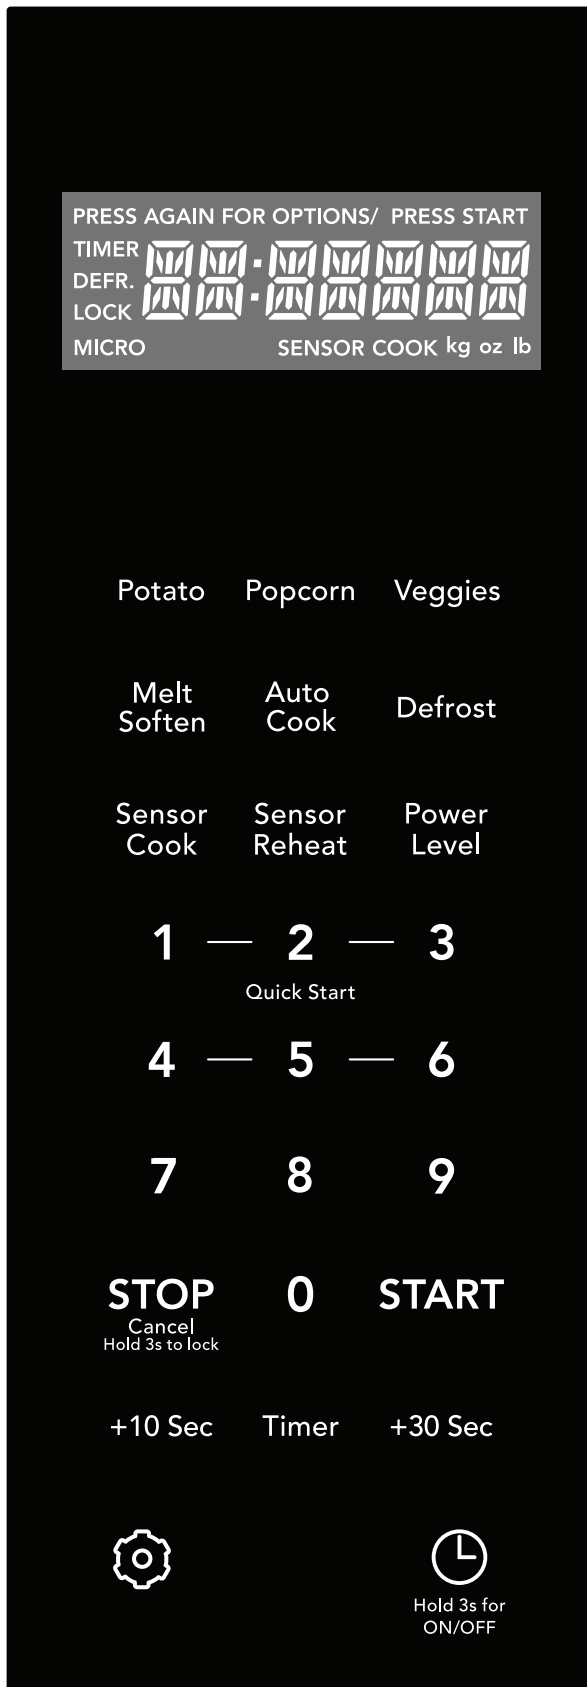 PRESS AGAIN FOR OPTIONS/ PRESS START
TIMER
DEFR.
LOCK
88:88888
MICRO SENSOR COOK kg oz lb
Potato Popcorn Veggies
Melt Soften
Auto Cook
Defrost
Sensor Cook
Sensor Reheat
Power Level
1 — 2 — 3
Quick Start
4 — 5 — 6
7 8 9
STOP 0 START
Cancel
Hold 3s to lock
+10 Sec Timer +30 Sec
Hold 3s for
ON/OFF